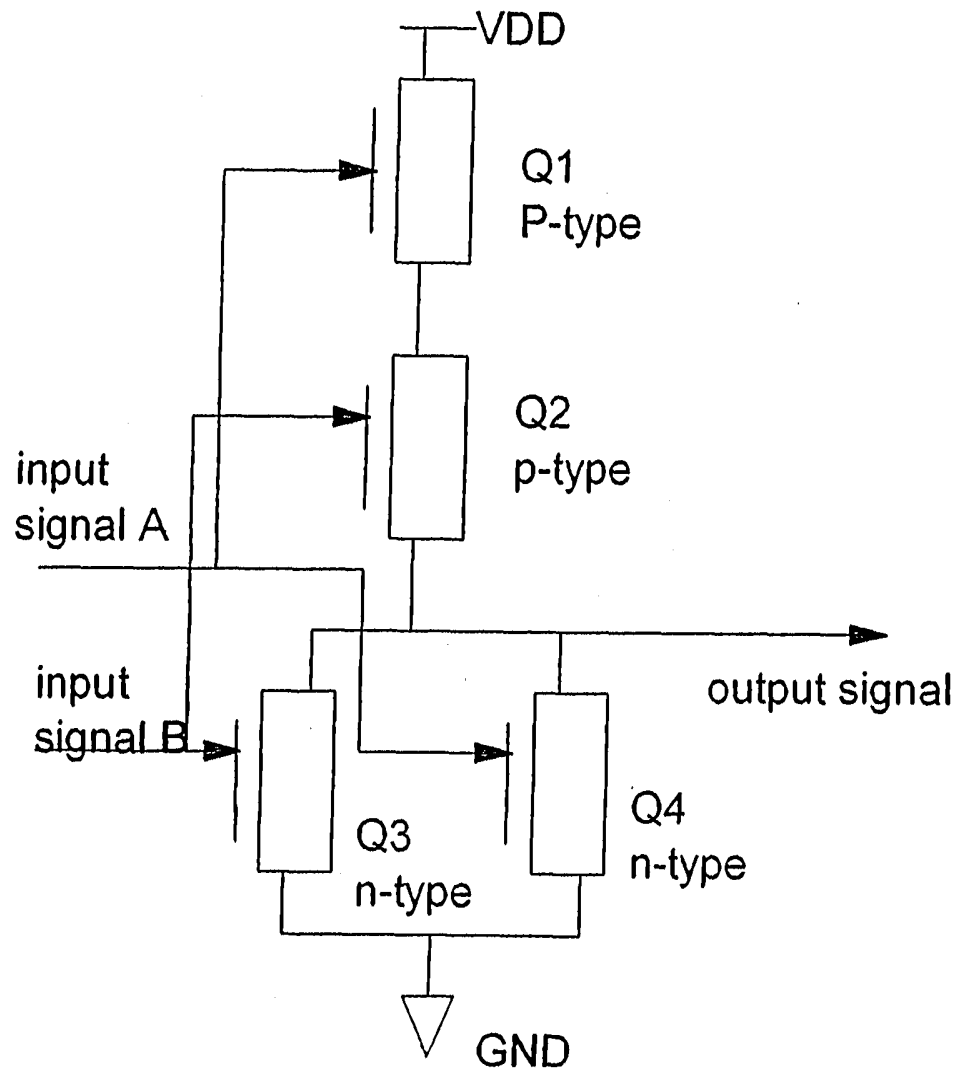 VDD
Q1
P-type
Q2
p-type
input
signal A
input
signal B
output signal
Q3
n-type
Q4
n-type
GND